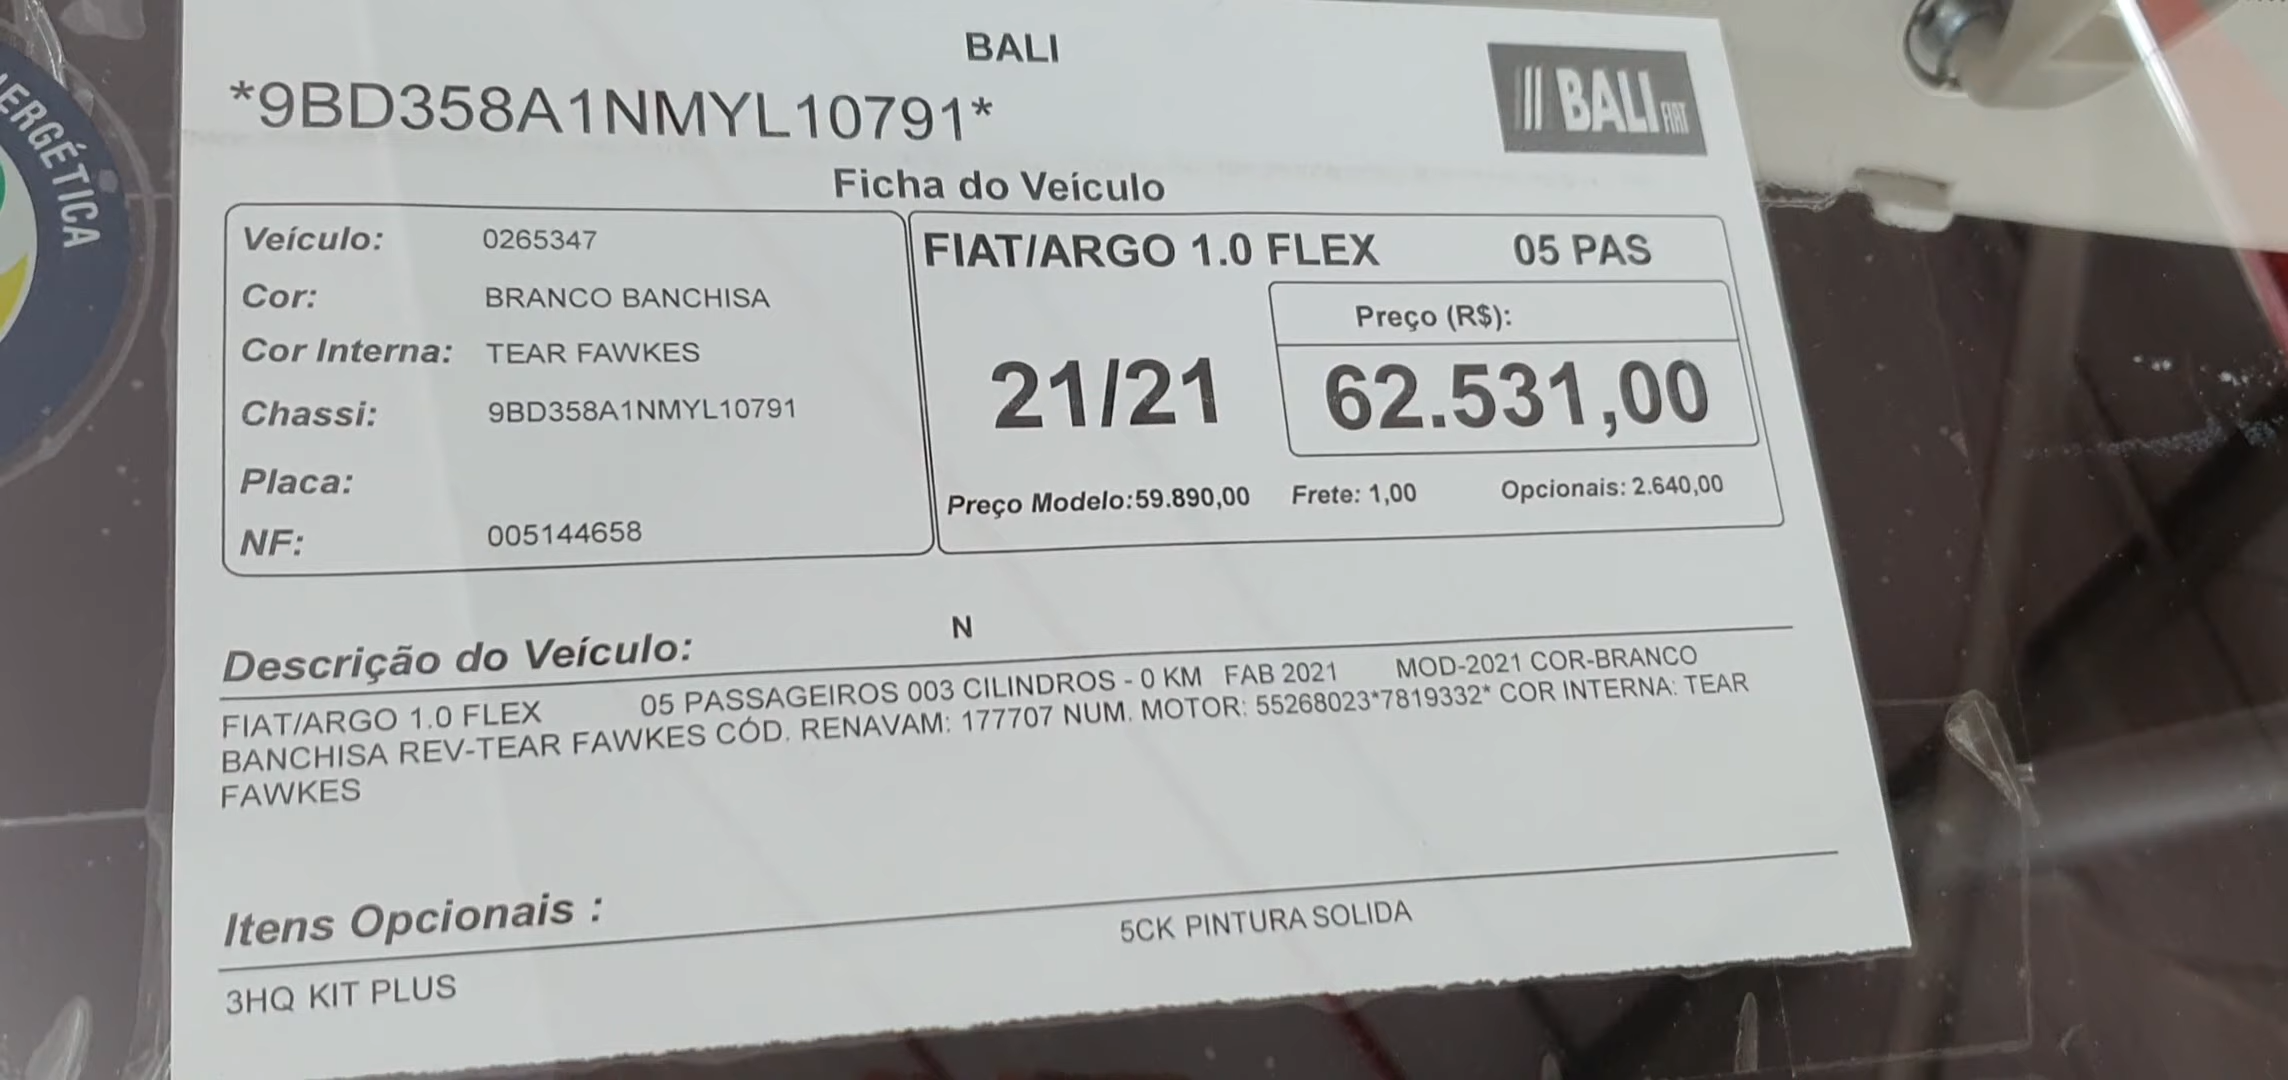 ERGÉTICA
BALI
*9BD358A1NMYL10791*
BALI FIAT
Ficha do Veículo
Veículo: 0265347
Cor: BRANCO BANCHISA
Cor Interna: TEAR FAWKES
Chassi: 9BD358A1NMYL10791
Placa:
NF: 005144658
FIAT/ARGO 1.0 FLEX 05 PAS
Preço (R$):
21/21 62.531,00
Preço Modelo:59.890,00 Frete: 1,00 Opcionais: 2.640,00
Descrição do Veículo: N
FIAT/ARGO 1.0 FLEX 05 PASSAGEIROS 003 CILINDROS - 0 KM FAB 2021 MOD-2021 COR-BRANCO
BANCHISA REV-TEAR FAWKES CÓD. RENAVAM: 177707 NUM. MOTOR: 55268023*7819332* COR INTERNA: TEAR
FAWKES
Itens Opcionais :
3HQ KIT PLUS 5CK PINTURA SOLIDA